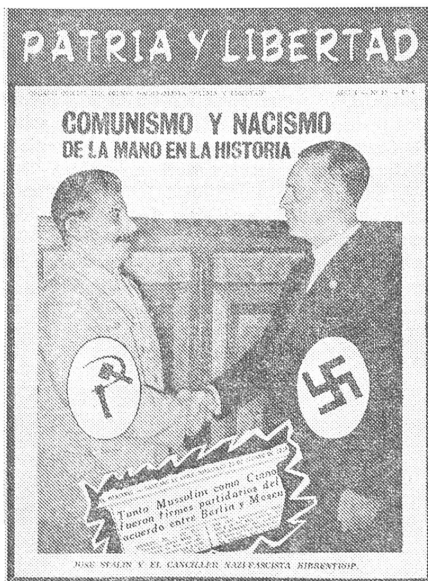 PATRIA Y LIBERTAD
COMUNISMO Y NACISMO
DE LA MANO EN LA HISTORIA
Tanto Mussolini como Ciano
fueron firmes partidarios del
acuerdo entre Berlín y Moscu
JOSE STALIN Y EL CANCILLER NAZI-FASCISTA RIBBENTROP.